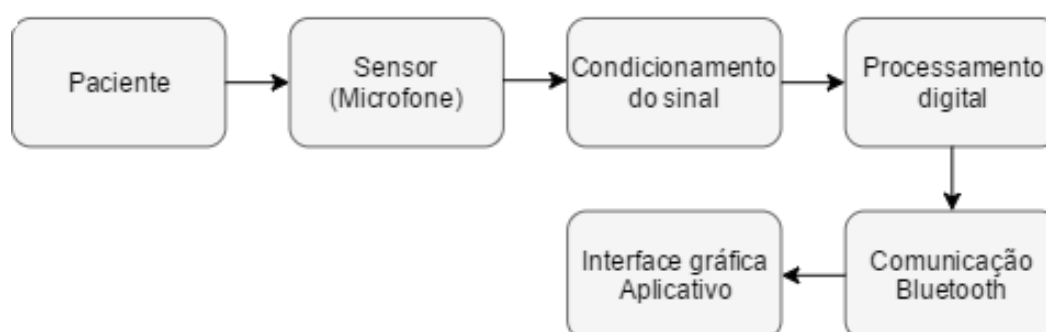 Paciente
Sensor
(Microfone)
Condicionamento
do sinal
Processamento
digital
Interface gráfica
Aplicativo
Comunicação
Bluetooth